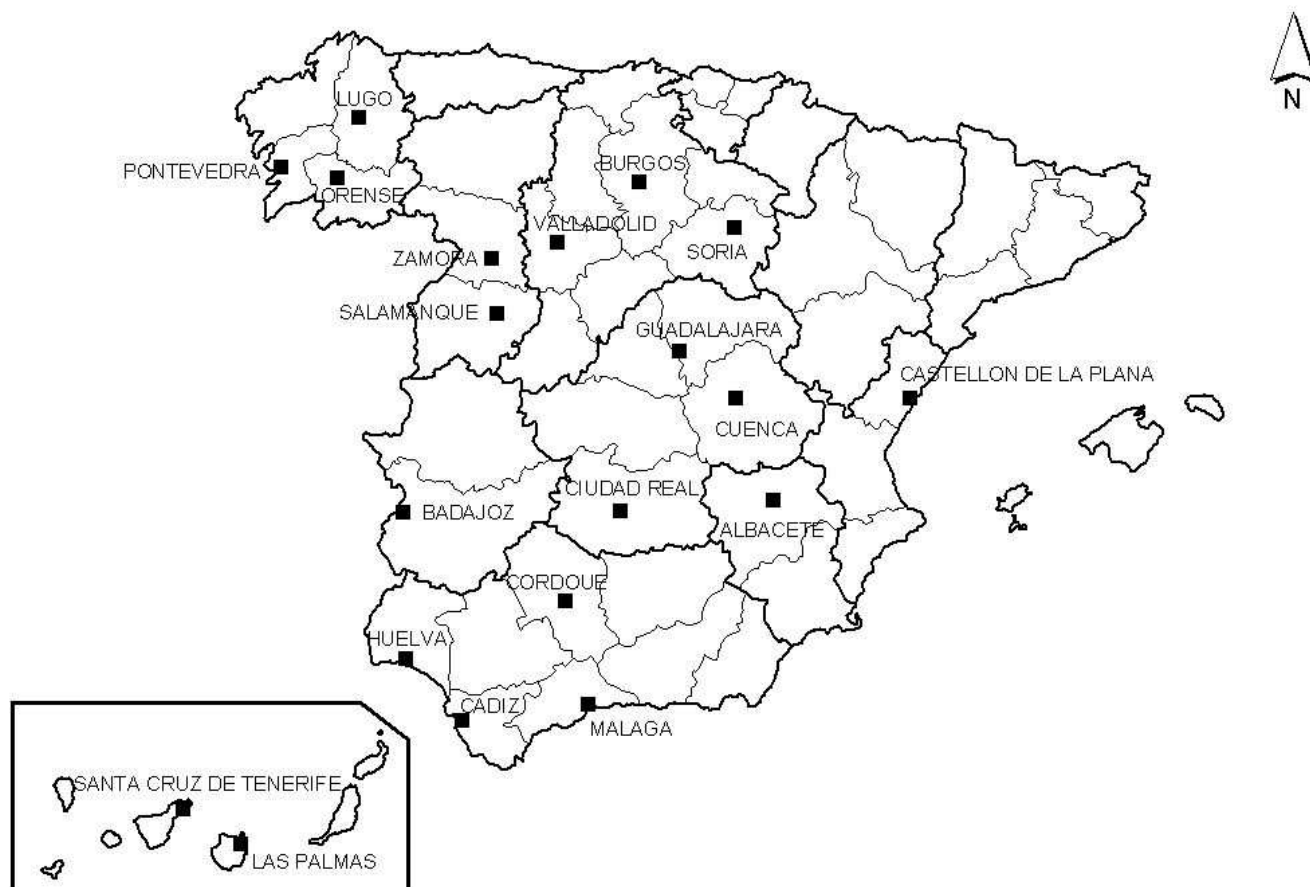 N
LUGO
PONTEVEDRA
ORENSE
BURGOS
VALLADOLID
SORIA
ZAMORA
SALAMANQUE
GUADALAJARA
CASTELLON DE LA PLANA
CUENCA
CIUDAD REAL
BADAJOZ
ALBACETE
CORDOUE
HUELVA
CADIZ
MALAGA
SANTA CRUZ DE TENERIFE
LAS PALMAS